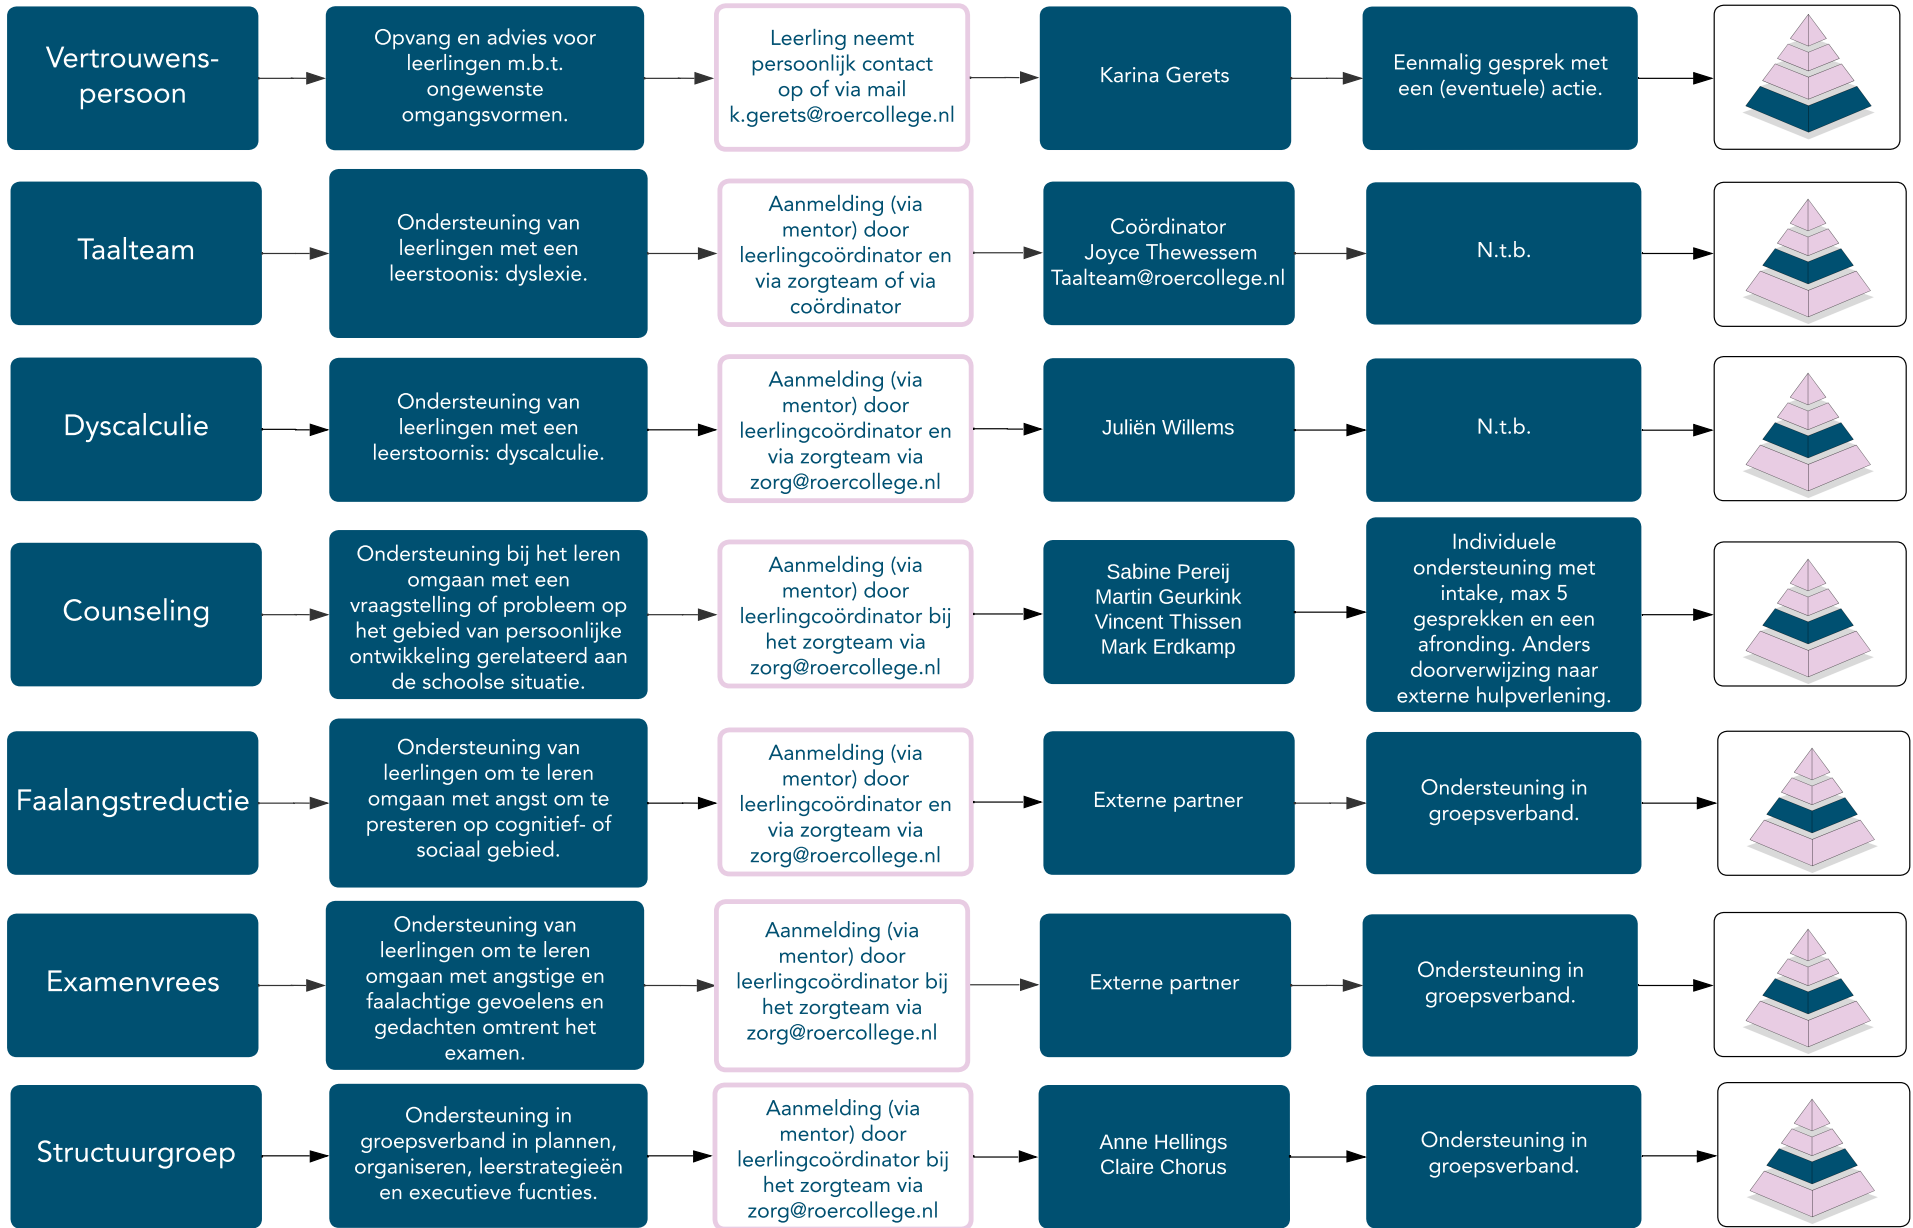 Vertrouwens-
persoon
Opvang en advies voor
leerlingen m.b.t.
ongewenste
omgangsvormen.
Leerling neemt
persoonlijk contact
op of via mail
k.gerets@roercollege.nl
Karina Gerets
Eenmalig gesprek met
een (eventuele) actie.
Taalteam
Ondersteuning van
leerlingen met een
leerstoonis: dyslexie.
Aanmelding (via
mentor) door
leerlingcoördinator en
via zorgteam of via
coördinator
Coördinator
Joyce Thewessem
Taalteam@roercollege.nl
N.t.b.
Dyscalculie
Ondersteuning van
leerlingen met een
leerstoornis: dyscalculie.
Aanmelding (via
mentor) door
leerlingcoördinator en
via zorgteam via
zorg@roercollege.nl
Juliën Willems
N.t.b.
Counseling
Ondersteuning bij het leren
omgaan met een
vraagstelling of probleem op
het gebied van persoonlijke
ontwikkeling gerelateerd aan
de schoolse situatie.
Aanmelding (via
mentor) door
leerlingcoördinator bij
het zorgteam via
zorg@roercollege.nl
Sabine Pereij
Martin Geurkink
Vincent Thissen
Mark Erdkamp
Individuele
ondersteuning met
intake, max 5
gesprekken en een
afronding. Anders
doorverwijzing naar
externe hulpverlening.
Faalangstreductie
Ondersteuning van
leerlingen om te leren
omgaan met angst om te
presteren op cognitief- of
sociaal gebied.
Aanmelding (via
mentor) door
leerlingcoördinator en
via zorgteam via
zorg@roercollege.nl
Externe partner
Ondersteuning in
groepsverband.
Examenvrees
Ondersteuning van
leerlingen om te leren
omgaan met angstige en
faalachtige gevoelens en
gedachten omtrent het
examen.
Aanmelding (via
mentor) door
leerlingcoördinator bij
het zorgteam via
zorg@roercollege.nl
Externe partner
Ondersteuning in
groepsverband.
Structuurgroep
Ondersteuning in
groepsverband in plannen,
organiseren, leerstrategieën
en executieve fucnties.
Aanmelding (via
mentor) door
leerlingcoördinator bij
het zorgteam via
zorg@roercollege.nl
Anne Hellings
Claire Chorus
Ondersteuning in
groepsverband.